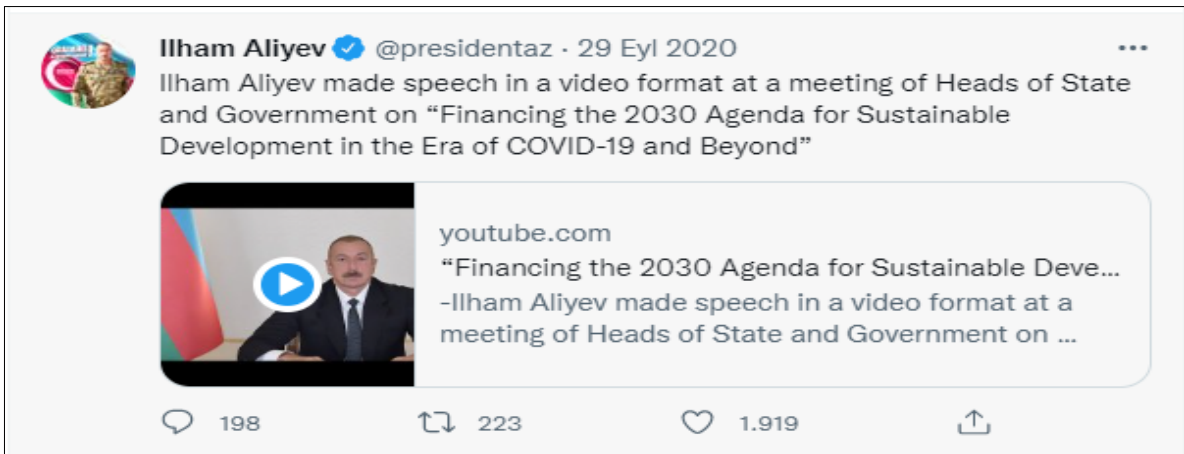 Ilham Aliyev @presidentaz · 29 Eyl 2020
Ilham Aliyev made speech in a video format at a meeting of Heads of State
and Government on “Financing the 2030 Agenda for Sustainable
Development in the Era of COVID-19 and Beyond”
youtube.com
“Financing the 2030 Agenda for Sustainable Deve...
-Ilham Aliyev made speech in a video format at a
meeting of Heads of State and Government on ...
198 223 1.919